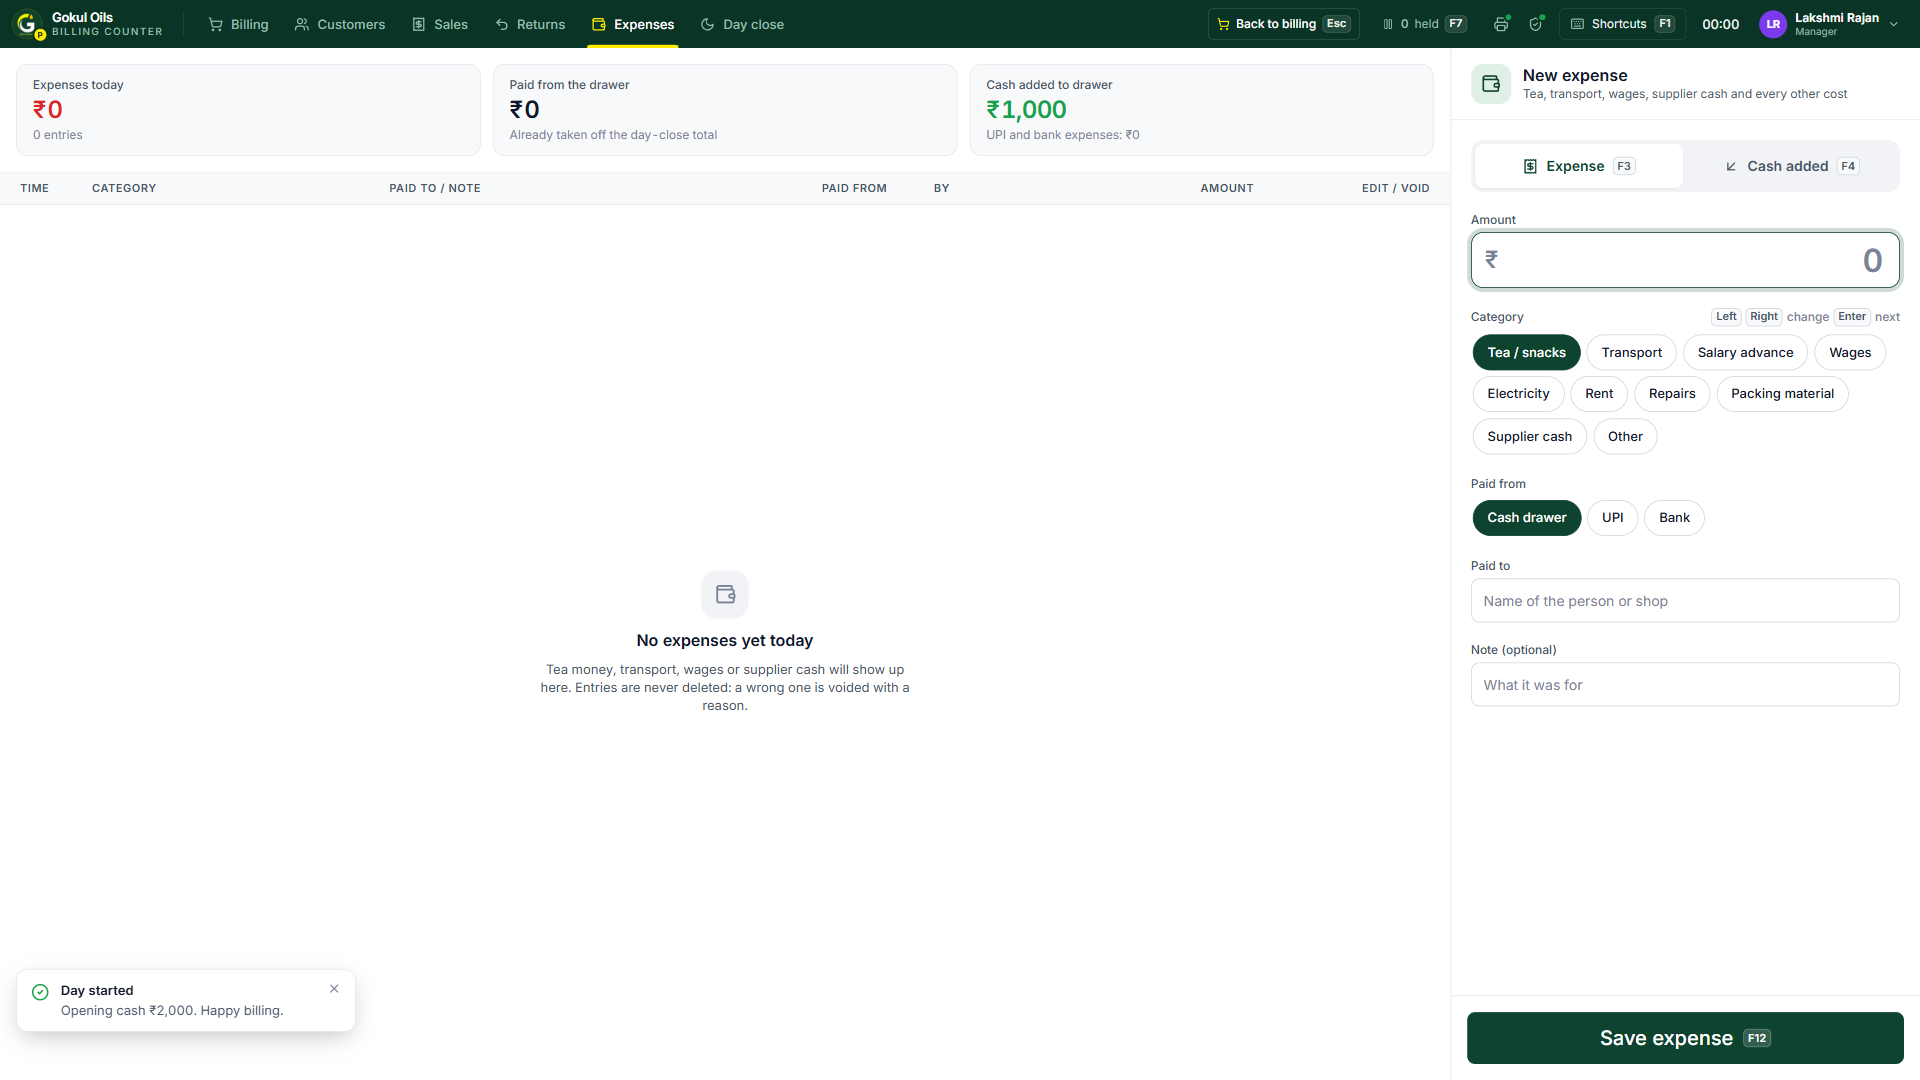 Gokul Oils
BILLING COUNTER
Billing
Customers
Sales
Returns
Expenses
Day close
Back to billing Esc
0 held F7
Shortcuts F1
00:00
LR
Lakshmi Rajan
Manager
Expenses today
₹0
0 entries
Paid from the drawer
₹0
Already taken off the day-close total
Cash added to drawer
₹1,000
UPI and bank expenses: ₹0
TIME CATEGORY PAID TO / NOTE PAID FROM BY AMOUNT EDIT / VOID
No expenses yet today
Tea money, transport, wages or supplier cash will show up
here. Entries are never deleted: a wrong one is voided with a
reason.
Day started
Opening cash ₹2,000. Happy billing.
New expense
Tea, transport, wages, supplier cash and every other cost
Expense F3
Cash added F4
Amount
₹ 0
Category Left Right change Enter next
Tea / snacks Transport Salary advance Wages
Electricity Rent Repairs Packing material
Supplier cash Other
Paid from
Cash drawer UPI Bank
Paid to
Name of the person or shop
Note (optional)
What it was for
Save expense F12